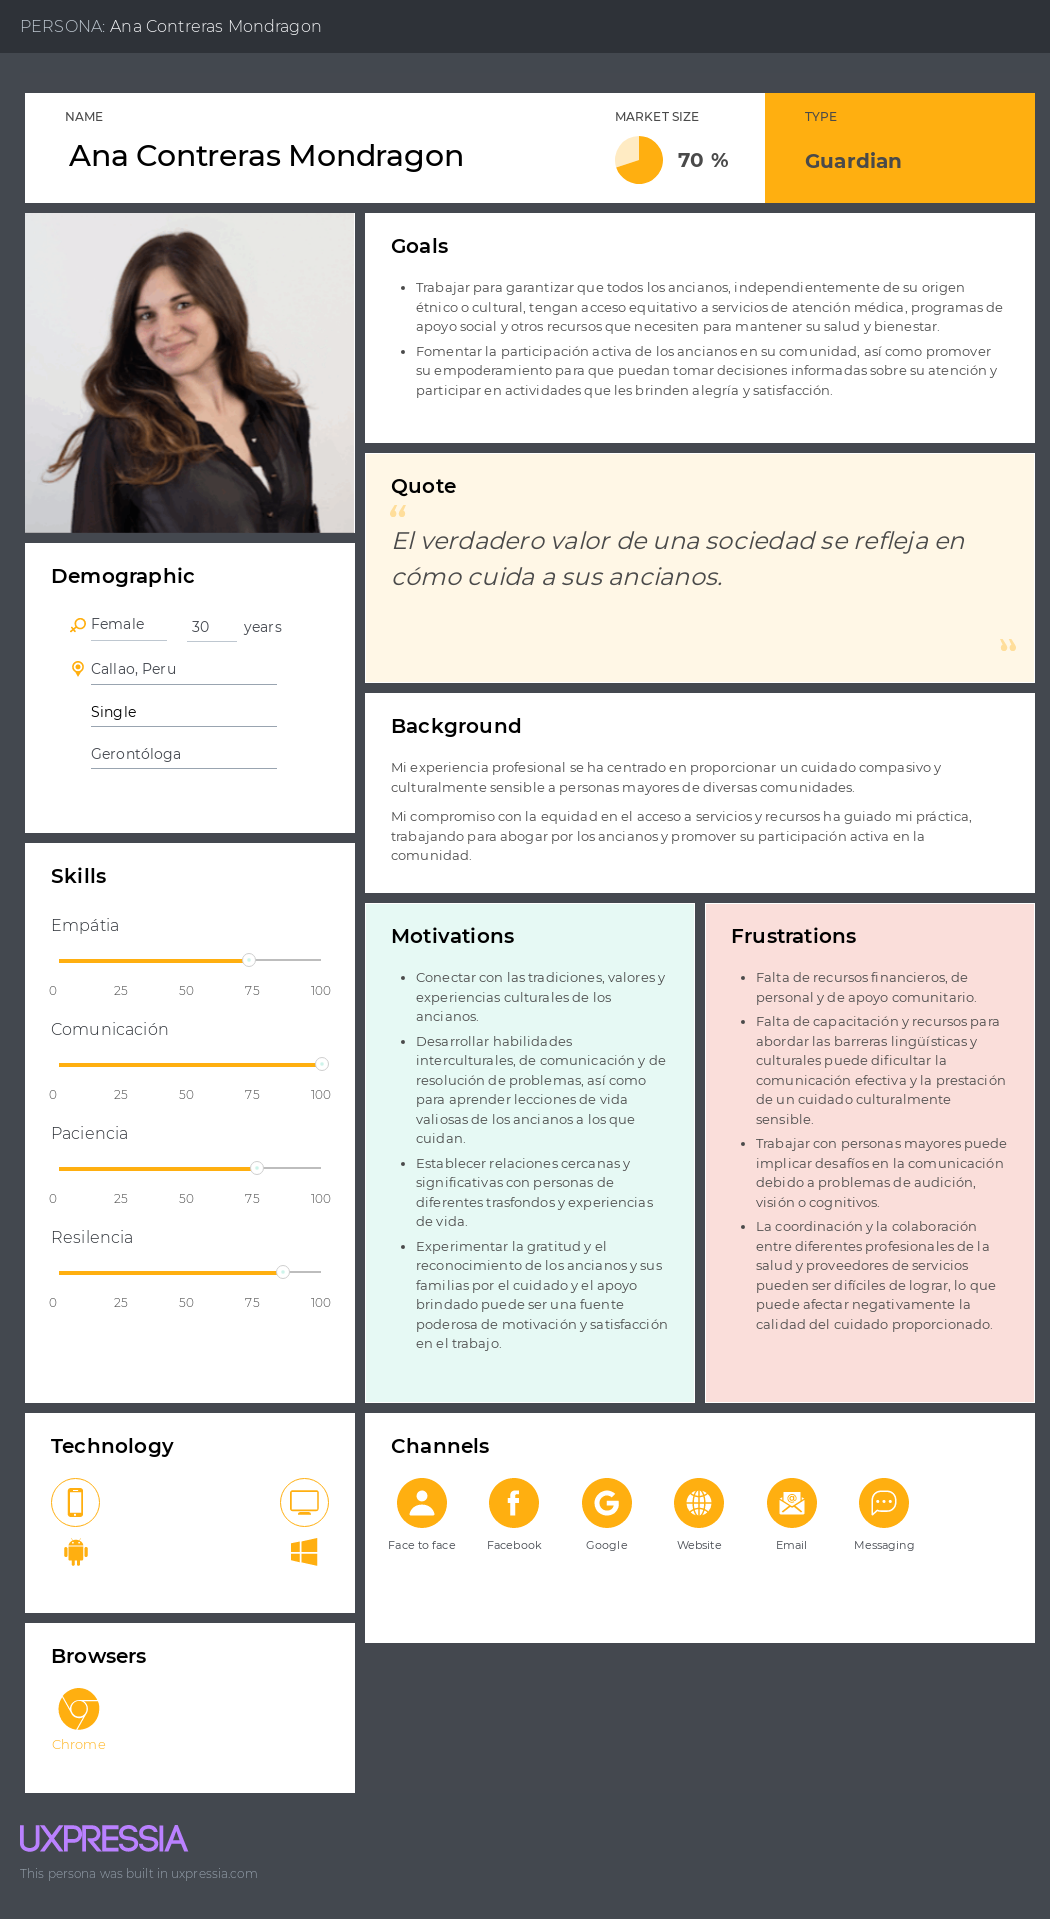 PERSONA: Ana Contreras Mondragon
NAME
Ana Contreras Mondragon
MARKET SIZE
70 %
TYPE
Guardian
Goals
Trabajar para garantizar que todos los ancianos, independientemente de su origen
étnico o cultural, tengan acceso equitativo a servicios de atención médica, programas de
apoyo social y otros recursos que necesiten para mantener su salud y bienestar.
Fomentar la participación activa de los ancianos en su comunidad, así como promover
su empoderamiento para que puedan tomar decisiones informadas sobre su atención y
participar en actividades que les brinden alegría y satisfacción.
Quote
“
El verdadero valor de una sociedad se refleja en
cómo cuida a sus ancianos.
”
Demographic
Female
30 years
Callao, Peru
Single
Gerontóloga
Background
Mi experiencia profesional se ha centrado en proporcionar un cuidado compasivo y
culturalmente sensible a personas mayores de diversas comunidades.
Mi compromiso con la equidad en el acceso a servicios y recursos ha guiado mi práctica,
trabajando para abogar por los ancianos y promover su participación activa en la
comunidad.
Skills
Empátia
0 25 50 75 100
Comunicación
0 25 50 75 100
Paciencia
0 25 50 75 100
Resilencia
0 25 50 75 100
Motivations
Conectar con las tradiciones, valores y
experiencias culturales de los
ancianos.
Desarrollar habilidades
interculturales, de comunicación y de
resolución de problemas, así como
para aprender lecciones de vida
valiosas de los ancianos a los que
cuidan.
Establecer relaciones cercanas y
significativas con personas de
diferentes trasfondos y experiencias
de vida.
Experimentar la gratitud y el
reconocimiento de los ancianos y sus
familias por el cuidado y el apoyo
brindado puede ser una fuente
poderosa de motivación y satisfacción
en el trabajo.
Frustrations
Falta de recursos financieros, de
personal y de apoyo comunitario.
Falta de capacitación y recursos para
abordar las barreras lingüísticas y
culturales puede dificultar la
comunicación efectiva y la prestación
de un cuidado culturalmente
sensible.
Trabajar con personas mayores puede
implicar desafíos en la comunicación
debido a problemas de audición,
visión o cognitivos.
La coordinación y la colaboración
entre diferentes profesionales de la
salud y proveedores de servicios
pueden ser difíciles de lograr, lo que
puede afectar negativamente la
calidad del cuidado proporcionado.
Technology
Channels
Face to face
Facebook
Google
Website
Email
Messaging
Browsers
Chrome
UXPRESSIA
This persona was built in uxpressia.com